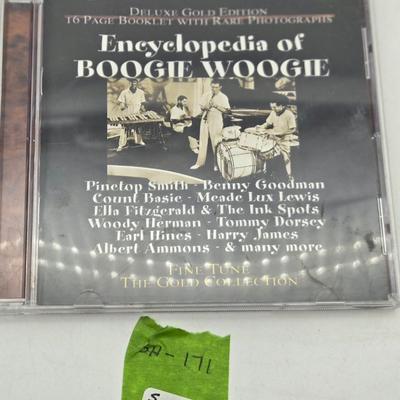 DELUXE GOLD EDITION
16 PAGE BOOKLET WITH RARE PHOTOGRAPHS
Encyclopedia of
BOOGIE WOOGIE
Pinetop Smith - Benny Goodman
Count Basie - Meade Lux Lewis
Ella Fitzgerald & The Ink Spots
Woody Herman - Tommy Dorsey
Earl Hines - Harry James
Albert Ammons - & many more
FINE TUNE
THE GOLD COLLECTION